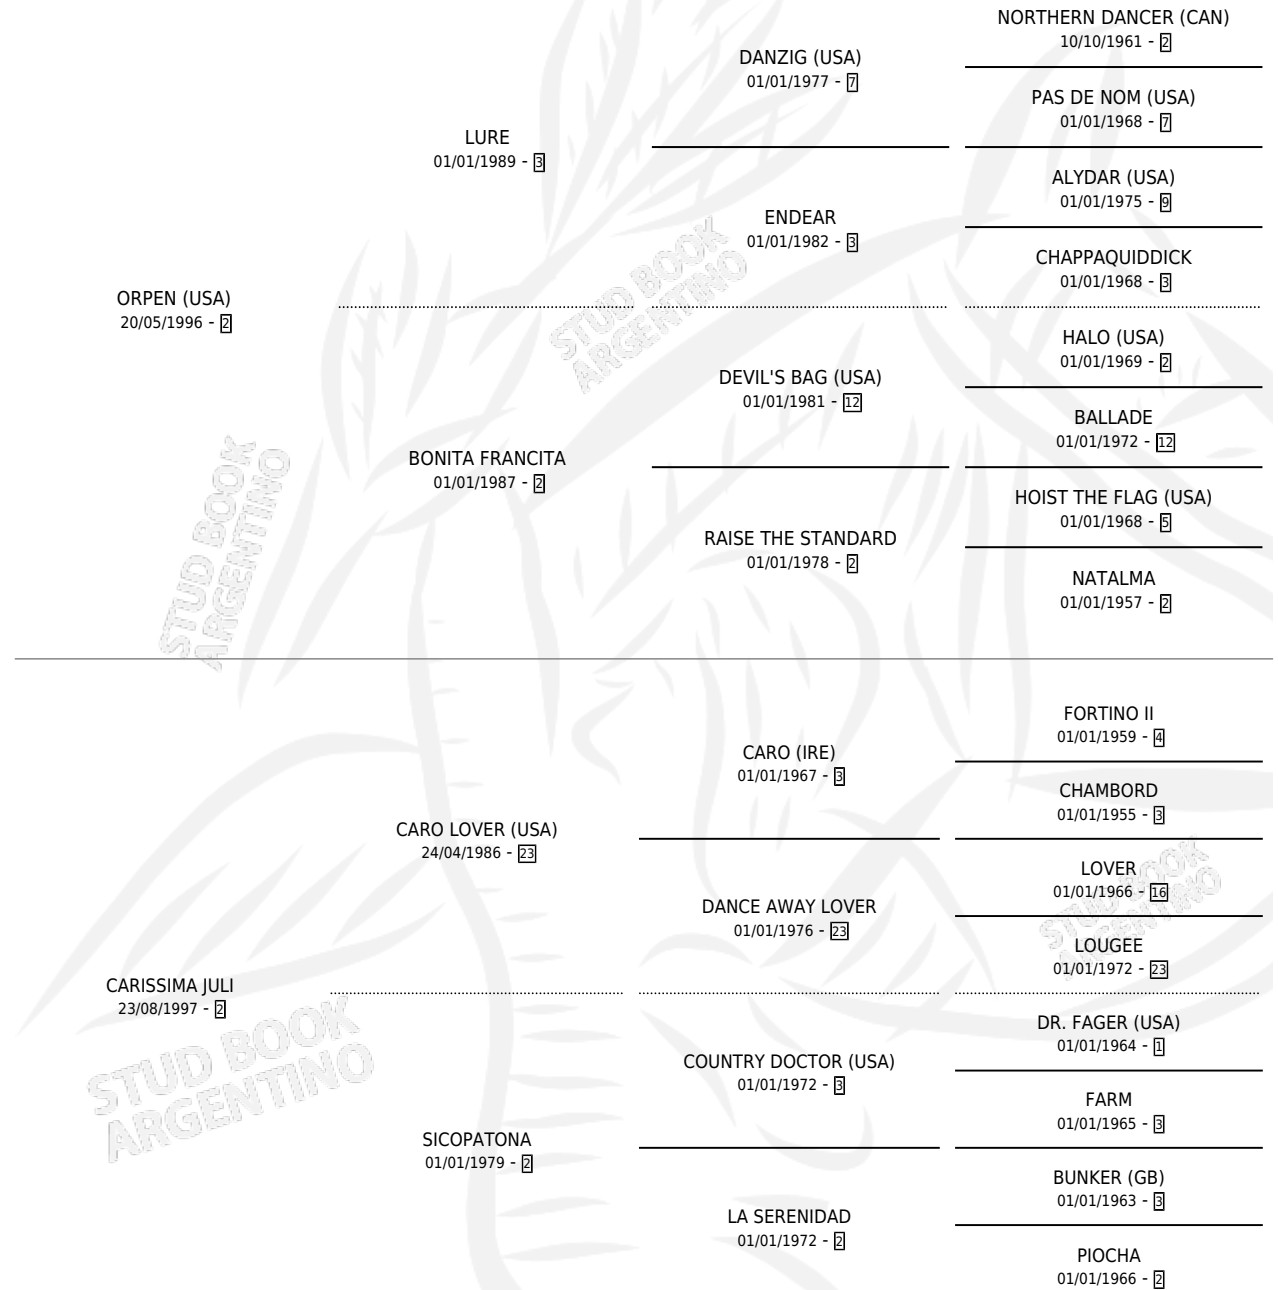 NORTHERN DANCER (CAN)
10/10/1961 - 2
DANZIG (USA)
01/01/1977 - 7
PAS DE NOM (USA)
01/01/1968 - 7
LURE
01/01/1989 - 3
ALYDAR (USA)
01/01/1975 - 9
ENDEAR
01/01/1982 - 3
CHAPPAQUIDDICK
01/01/1968 - 3
ORPEN (USA)
20/05/1996 - 2
HALO (USA)
01/01/1969 - 2
DEVIL'S BAG (USA)
01/01/1981 - 12
BALLADE
01/01/1972 - 12
BONITA FRANCITA
01/01/1987 - 2
HOIST THE FLAG (USA)
01/01/1968 - 5
RAISE THE STANDARD
01/01/1978 - 2
NATALMA
01/01/1957 - 2
FORTINO II
01/01/1959 - 4
CARO (IRE)
01/01/1967 - 3
CHAMBORD
01/01/1955 - 3
CARO LOVER (USA)
24/04/1986 - 23
LOVER
01/01/1966 - 16
DANCE AWAY LOVER
01/01/1976 - 23
LOUGEE
01/01/1972 - 23
CARISSIMA JULI
23/08/1997 - 2
DR. FAGER (USA)
01/01/1964 - 1
COUNTRY DOCTOR (USA)
01/01/1972 - 3
FARM
01/01/1965 - 3
SICOPATONA
01/01/1979 - 2
BUNKER (GB)
01/01/1963 - 3
LA SERENIDAD
01/01/1972 - 2
PIOCHA
01/01/1966 - 2
STUD BOOK
ARGENTINO
STUD BOOK
ARGENTINO
STUD BOOK
ARGENTINO
STUD BOOK
ARGENTINO